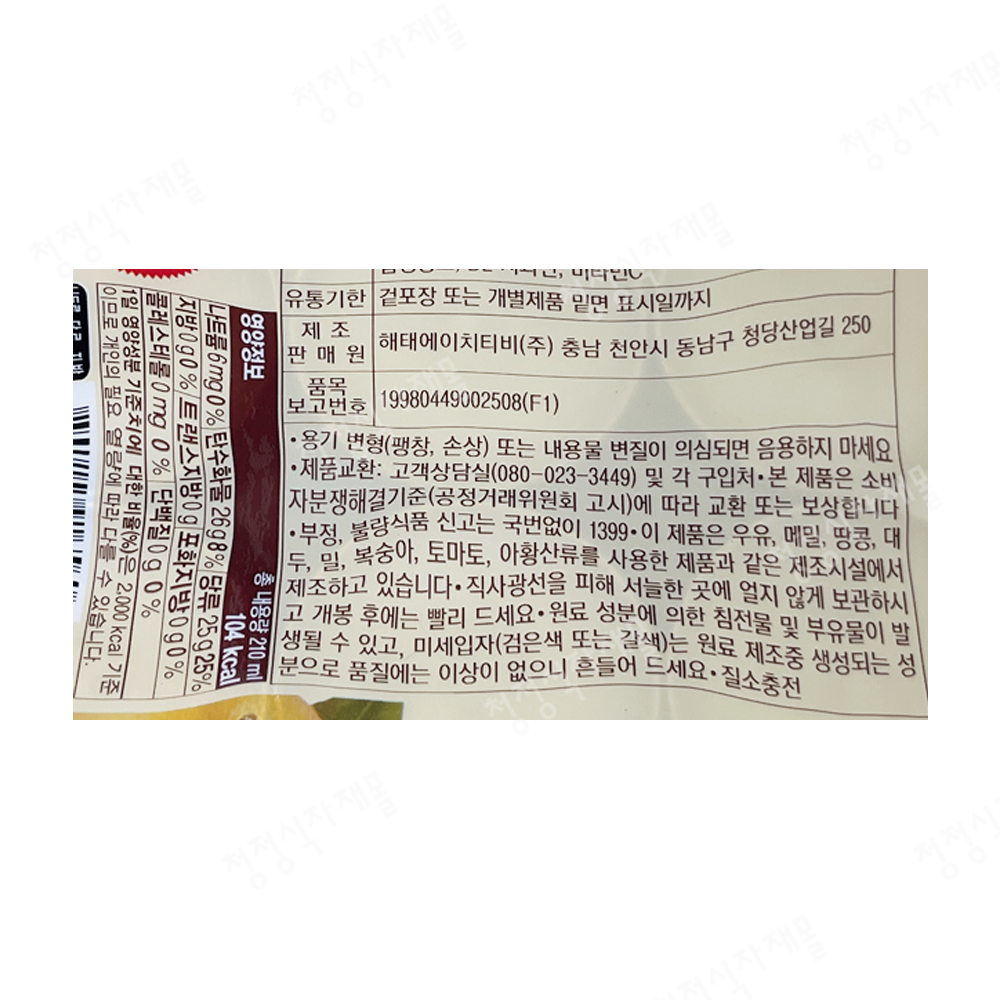 청정식자재몰
유통기한 겉포장 또는 개별제품 밑면 표시일까지
제 조
판 매 원
해태에이치티비(주) 충남 천안시 동남구 청당산업길 250
품목
보고번호
19980449002508(F1)
•용기 변형(팽창, 손상) 또는 내용물 변질이 의심되면 음용하지 마세요
•제품교환: 고객상담실(080-023-3449) 및 각 구입처•본 제품은 소비
자분쟁해결기준(공정거래위원회 고시)에 따라 교환 또는 보상합니다
•부정, 불량식품 신고는 국번없이 1399•이 제품은 우유, 메밀, 땅콩, 대
두, 밀, 복숭아, 토마토, 아황산류를 사용한 제품과 같은 제조시설에서
제조하고 있습니다•직사광선을 피해 서늘한 곳에 얼지 않게 보관하시
고 개봉 후에는 빨리 드세요•원료 성분에 의한 침전물 및 부유물이 발
생될 수 있고, 미세입자(검은색 또는 갈색)는 원료 제조중 생성되는 성
분으로 품질에는 이상이 없으니 흔들어 드세요•질소충전
영양정보
총 내용량 210 ml
104 kcal
나트륨 6mg 0% 탄수화물 26g 8% 당류 25g 25%
지방 0g 0% 트랜스지방 0g 포화지방 0g 0%
콜레스테롤 0mg 0% 단백질 0g 0%
1일 영양성분 기준치에 대한 비율(%)은 2,000 kcal 기준
이므로 개인의 필요 열량에 따라 다를 수 있습니다.